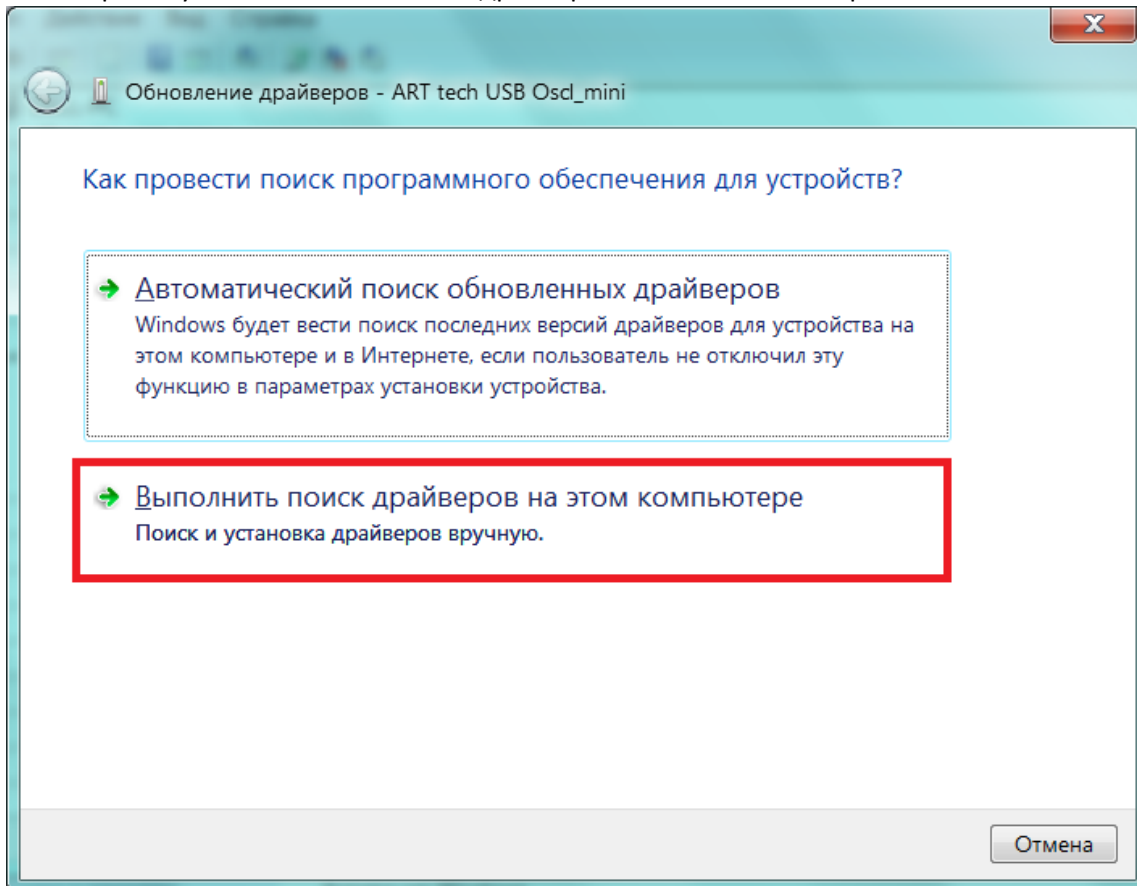 X
Обновление драйверов - ART tech USB Oscl_mini
Как провести поиск программного обеспечения для устройств?
Автоматический поиск обновленных драйверов
Windows будет вести поиск последних версий драйверов для устройства на
этом компьютере и в Интернете, если пользователь не отключил эту
функцию в параметрах установки устройства.
Выполнить поиск драйверов на этом компьютере
Поиск и установка драйверов вручную.
Отмена